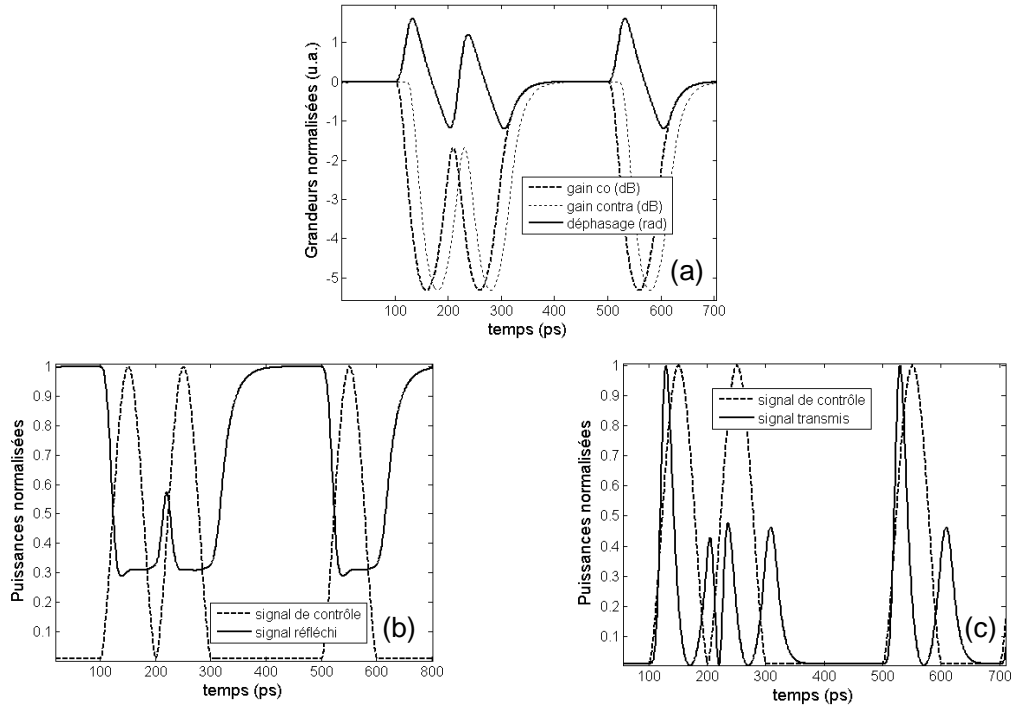 Grandeurs normalisées (u.a.)
1
0
-1
-2
-3
-4
-5
gain co (dB)
gain contra (dB)
déphasage (rad)
(a)
100 200 300 400 500 600 700
temps (ps)
Puissances normalisées
1
0.9
0.8
0.7
0.6
0.5
0.4
0.3
0.2
0.1
signal de contrôle
signal réfléchi
(b)
100 200 300 400 500 600 700 800
temps (ps)
Puissances normalisées
1
0.9
0.8
0.7
0.6
0.5
0.4
0.3
0.2
0.1
signal de contrôle
signal transmis
(c)
100 200 300 400 500 600 700
temps (ps)